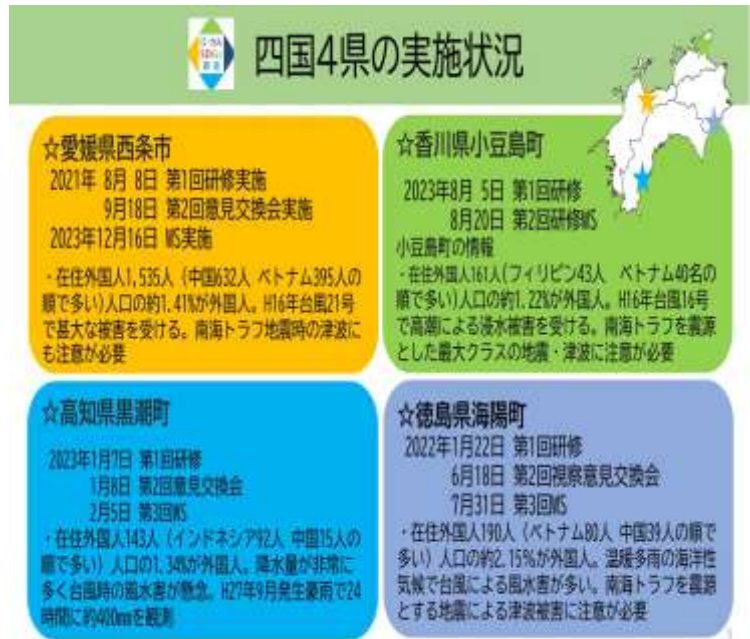 四国4県の実施状況
☆愛媛県西条市
2021年 8月 8日 第1回研修実施
9月18日 第2回意見交換会実施
2023年12月16日 WS実施
・在住外国人1,535人（中国632人 ベトナム395人の
順で多い）人口の約1.41%が外国人。H16年台風21号
で甚大な被害を受ける。南海トラフ地震時の津波に
も注意が必要
☆香川県小豆島町
2023年8月 5日 第1回研修
8月20日 第2回研修WS
小豆島町の情報
・在住外国人161人(フィリピン43人 ベトナム40名の
順で多い)人口の約1.22%が外国人。H16年台風16号
で高潮による浸水被害を受ける。南海トラフを震源
とした最大クラスの地震・津波に注意が必要
☆高知県黒潮町
2023年1月7日 第1回研修
1月8日 第2回意見交換会
2月5日 第3回WS
・在住外国人143人（インドネシア92人 中国15人の
順で多い）人口の1.34%が外国人。降水量が非常に
多く台風時の風水害が懸念。H27年9月発生豪雨で24
時間に約400mmを観測
☆徳島県海陽町
2022年1月22日 第1回研修
6月18日 第2回視察意見交換会
7月31日 第3回WS
・在住外国人190人（ベトナム80人 中国39人の順で
多い）人口の約2.15%が外国人。温暖多雨の海洋性
気候で台風による風水害が多い。南海トラフを震源
とする地震による津波被害に注意が必要